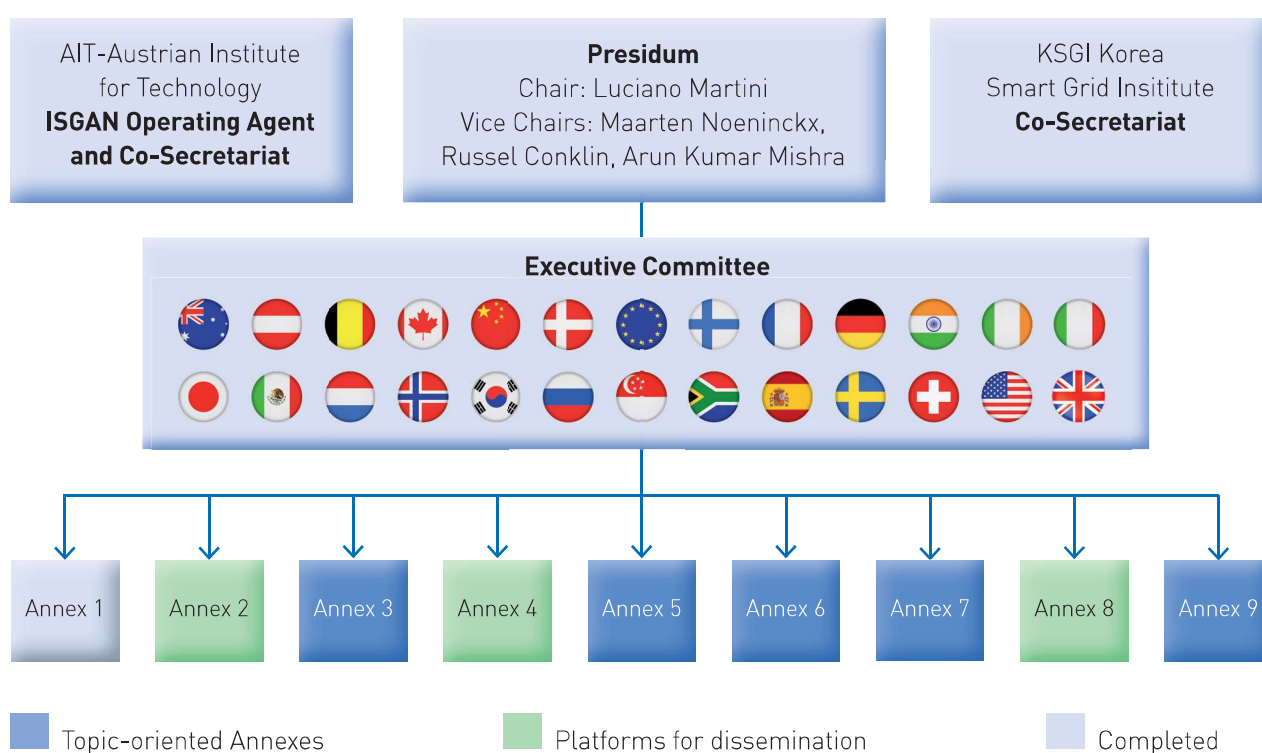 AIT-Austrian Institute
for Technology
ISGAN Operating Agent
and Co-Secretariat
Presidum
Chair: Luciano Martini
Vice Chairs: Maarten Noeninckx,
Russel Conklin, Arun Kumar Mishra
KSGI Korea
Smart Grid Insititute
Co-Secretariat
Executive Committee
Annex 1
Annex 2
Annex 3
Annex 4
Annex 5
Annex 6
Annex 7
Annex 8
Annex 9
Topic-oriented Annexes
Platforms for dissemination
Completed